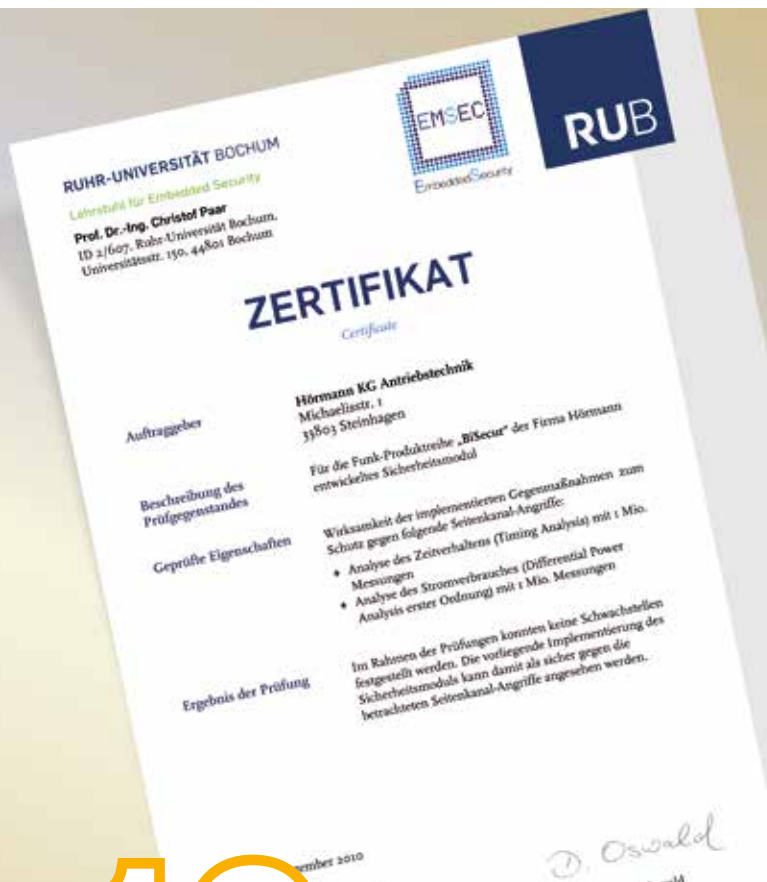 RUHR-UNIVERSITÄT BOCHUM
Lehrstuhl für Embedded Security
Prof. Dr.-Ing. Christof Paar
ID 2/607, Ruhr-Universität Bochum,
Universitätsstr. 150, 44801 Bochum
EMSEC
EmbeddedSecurity
RUB
ZERTIFIKAT
Certificate
Auftraggeber
Hörmann KG Antriebstechnik
Michaelisstr. 1
33803 Steinhagen
Beschreibung des
Prüfgegenstandes
Für die Funk-Produktreihe „BiSecur" der Firma Hörmann
entwickeltes Sicherheitsmodul
Geprüfte Eigenschaften
Wirksamkeit der implementierten Gegenmaßnahmen zum
Schutz gegen folgende Seitenkanal-Angriffe:
♦ Analyse des Zeitverhaltens (Timing Analysis) mit 1 Mio.
Messungen
♦ Analyse des Stromverbrauches (Differential Power
Analysis erster Ordnung) mit 1 Mio. Messungen
Ergebnis der Prüfung
Im Rahmen der Prüfungen konnten keine Schwachstellen
festgestellt werden. Die vorliegende Implementierung des
Sicherheitsmoduls kann damit als sicher gegen die
betrachteten Seitenkanal-Angriffe angesehen werden.
2010
D. Oswald